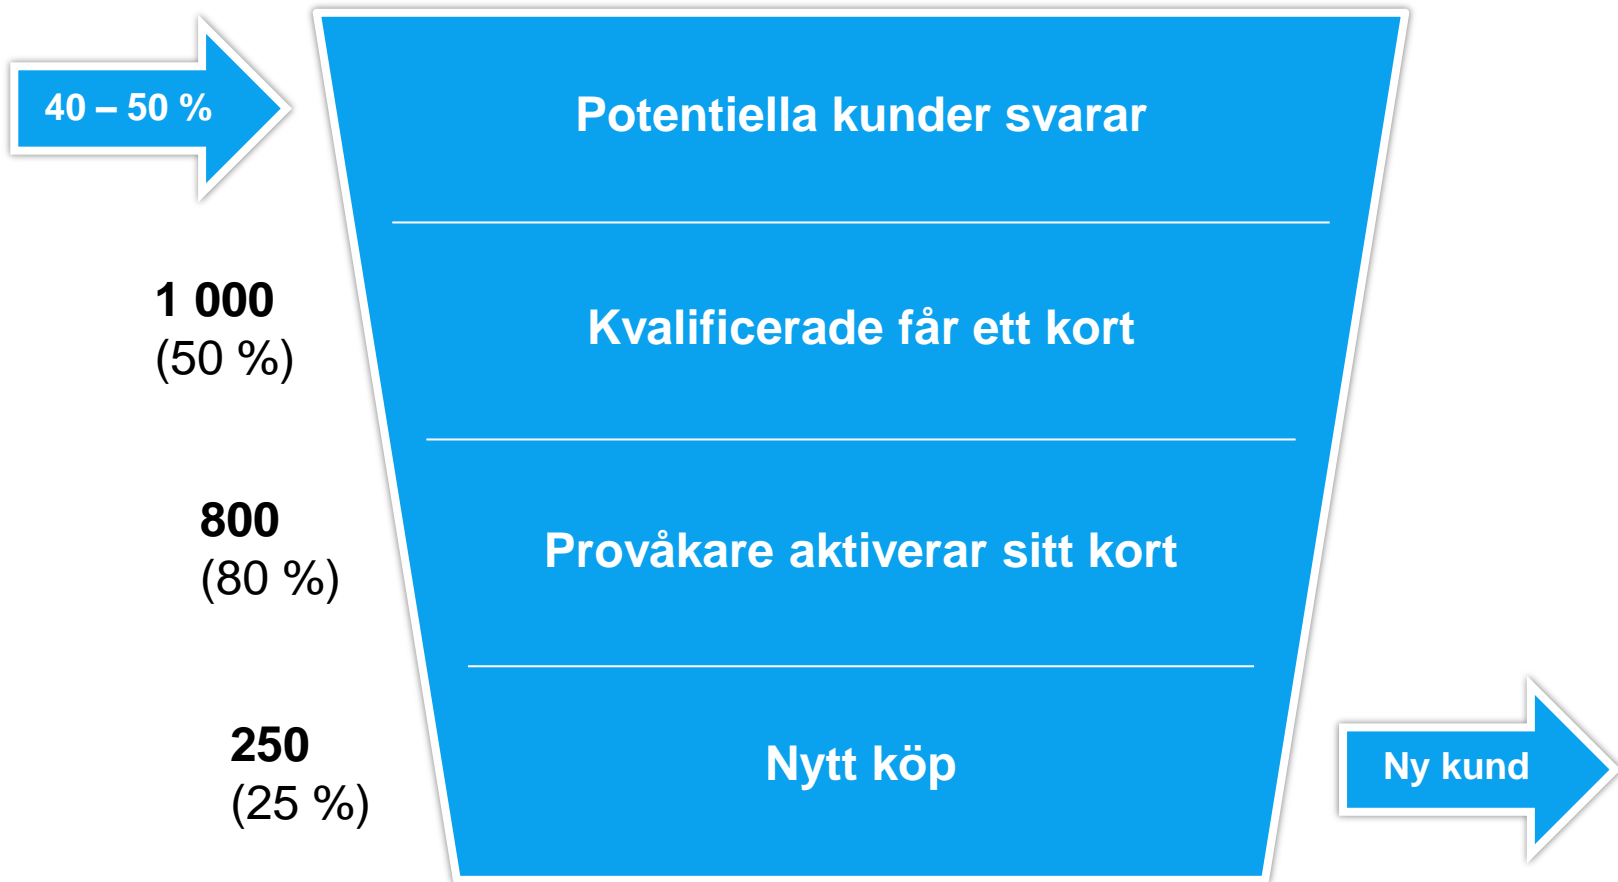 40 – 50 %
Potentiella kunder svarar
1 000
(50 %)
Kvalificerade får ett kort
800
(80 %)
Provåkare aktiverar sitt kort
250
(25 %)
Nytt köp
Ny kund